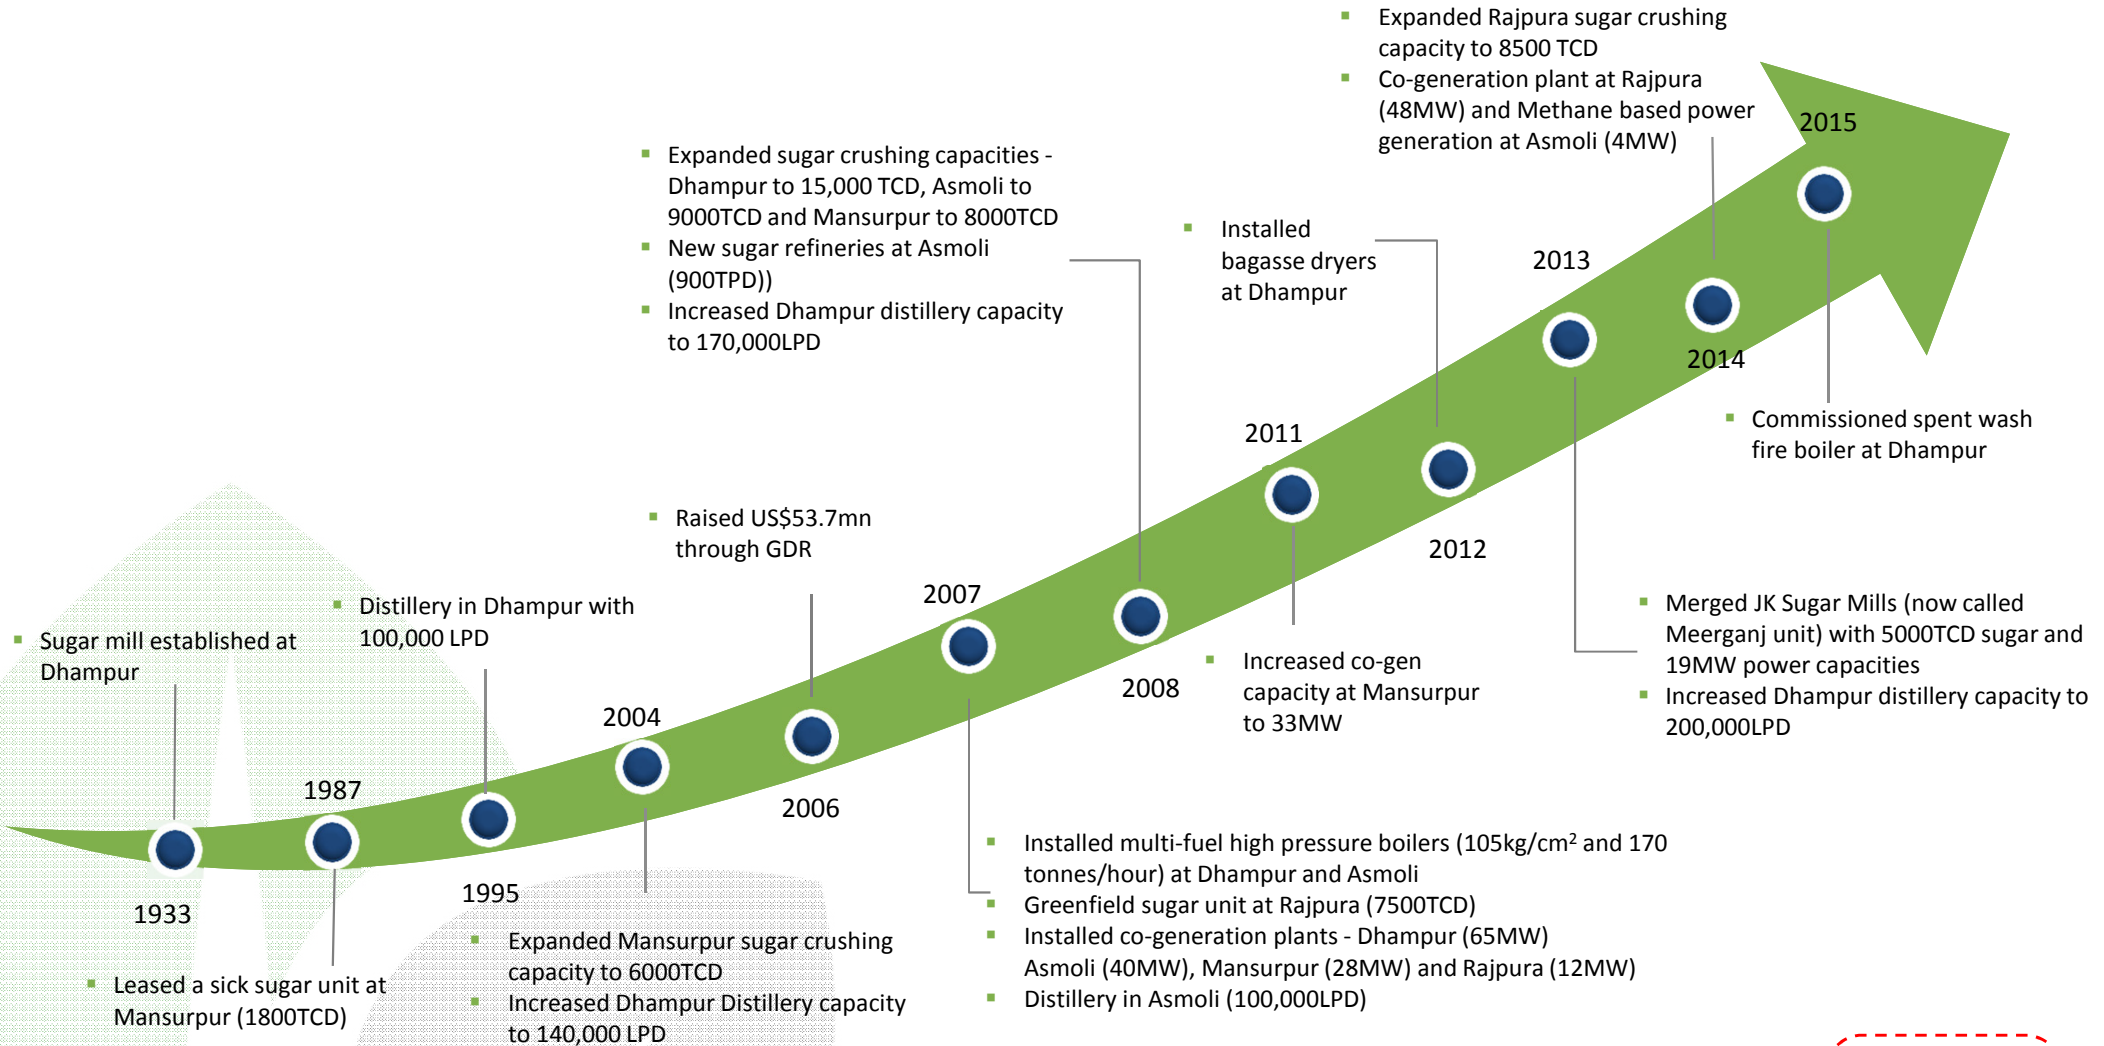 ▪ Expanded Rajpura sugar crushing
capacity to 8500 TCD
▪ Co-generation plant at Rajpura
(48MW) and Methane based power
generation at Asmoli (4MW)
2015
▪ Expanded sugar crushing capacities -
Dhampur to 15,000 TCD, Asmoli to
9000TCD and Mansurpur to 8000TCD
▪ New sugar refineries at Asmoli
(900TPD))
▪ Increased Dhampur distillery capacity
to 170,000LPD
▪ Installed
bagasse dryers
at Dhampur
2013
2014
▪ Commissioned spent wash
fire boiler at Dhampur
2011
2012
▪ Raised US$53.7mn
through GDR
2007
▪ Distillery in Dhampur with
100,000 LPD
▪ Sugar mill established at
Dhampur
2008
▪ Increased co-gen
capacity at Mansurpur
to 33MW
▪ Merged JK Sugar Mills (now called
Meerganj unit) with 5000TCD sugar and
19MW power capacities
▪ Increased Dhampur distillery capacity to
200,000LPD
2004
1987
2006
1995
1933
▪ Installed multi-fuel high pressure boilers (105kg/cm² and 170
tonnes/hour) at Dhampur and Asmoli
▪ Greenfield sugar unit at Rajpura (7500TCD)
▪ Installed co-generation plants - Dhampur (65MW)
Asmoli (40MW), Mansurpur (28MW) and Rajpura (12MW)
▪ Distillery in Asmoli (100,000LPD)
▪ Expanded Mansurpur sugar crushing
capacity to 6000TCD
▪ Increased Dhampur Distillery capacity
to 140,000 LPD
▪ Leased a sick sugar unit at
Mansurpur (1800TCD)